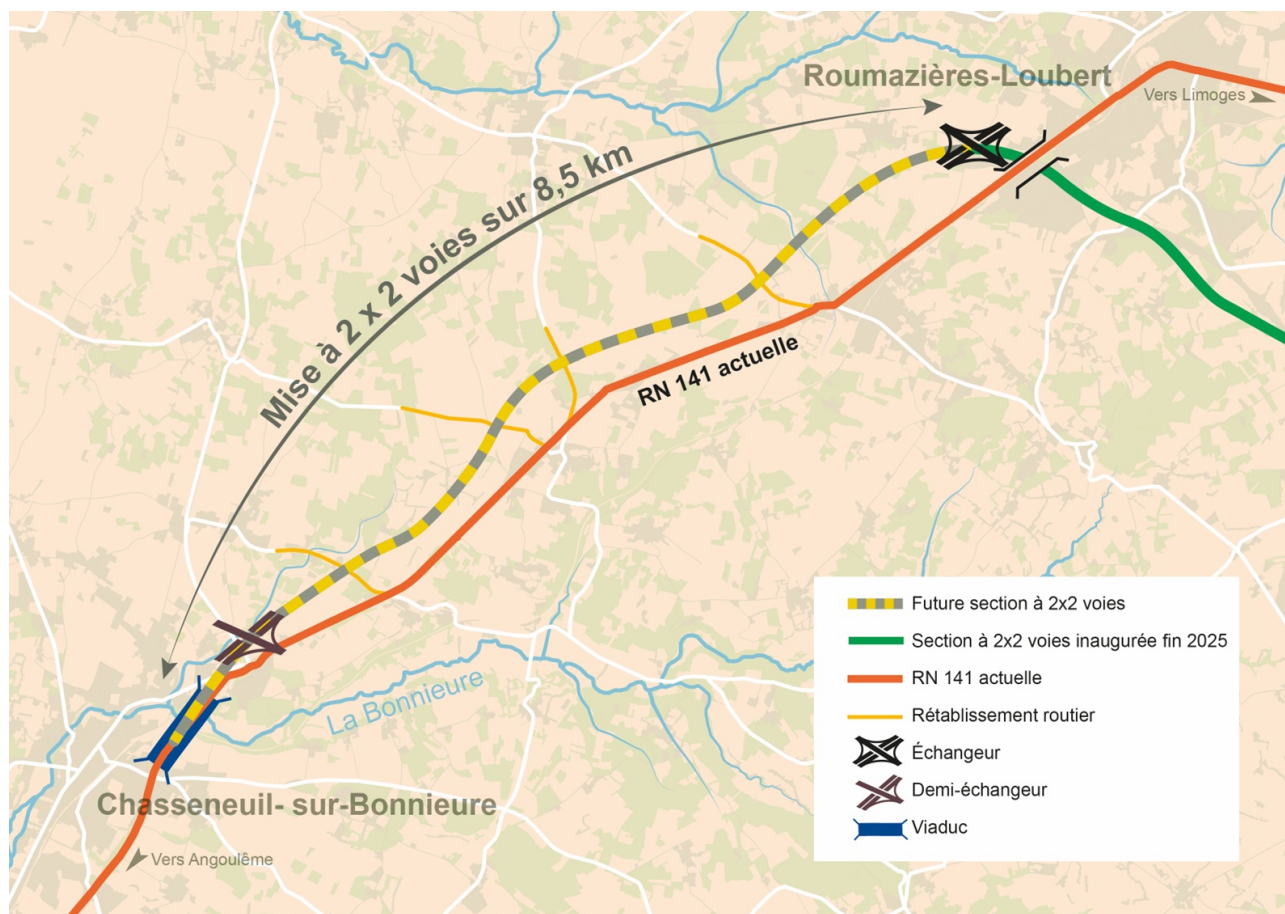 Roumazières-Loubert
Vers Limoges
Mise à 2 x 2 voies sur 8,5 km
RN 141 actuelle
La Bonnieure
Chasseneuil- sur-Bonnieure
Vers Angoulême
Future section à 2x2 voies
Section à 2x2 voies inaugurée fin 2025
RN 141 actuelle
Rétablissement routier
Échangeur
Demi-échangeur
Viaduc